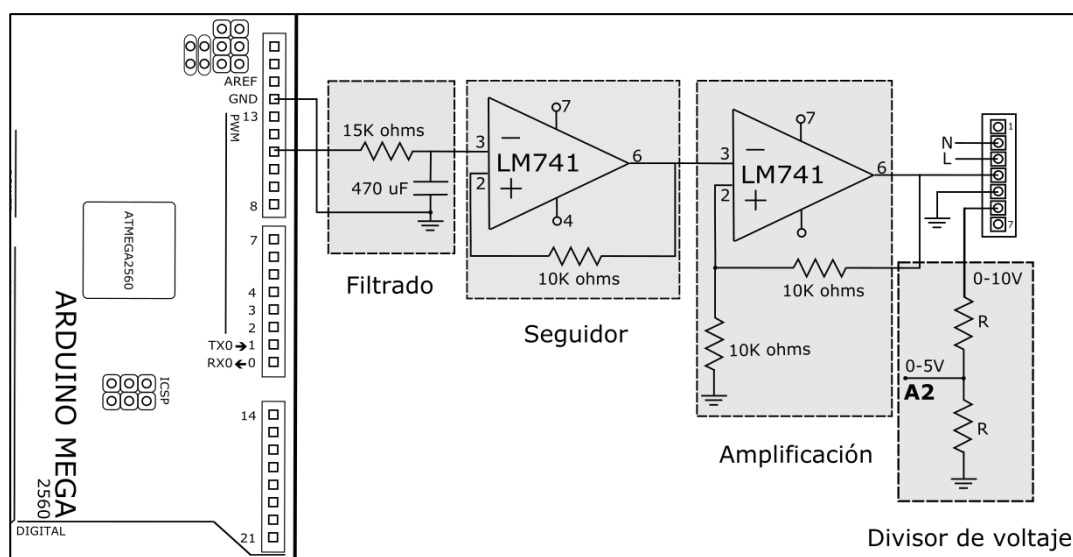 AREF
GND
13
PWM
8
7
4
3
2
TX0→1
RX0←0
ICSP
14
21
ATMEGA2560
ARDUINO MEGA
2560
DIGITAL
15K ohms
470 uF
Filtrado
3
2
7
LM741
−
+
6
4
10K ohms
Seguidor
3
2
7
LM741
−
+
6
10K ohms
10K ohms
Amplificación
N
L
1
7
0-10V
R
0-5V
A2
R
Divisor de voltaje